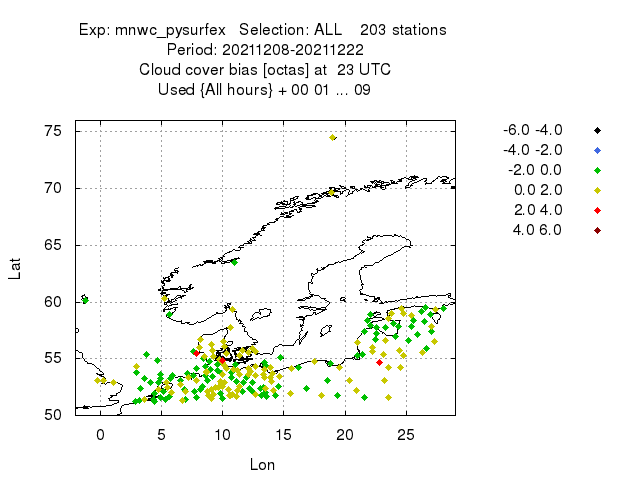 Exp: mnwc_pysurfex   Selection: ALL    203 stations
Period: 20211208-20211222
Cloud cover bias [octas] at  23 UTC
Used {All hours} + 00 01 ... 09
-6.0 -4.0
-4.0 -2.0
-2.0 0.0
0.0 2.0
2.0 4.0
4.0 6.0
Lat
75
70
65
60
55
50
0 5 10 15 20 25
Lon